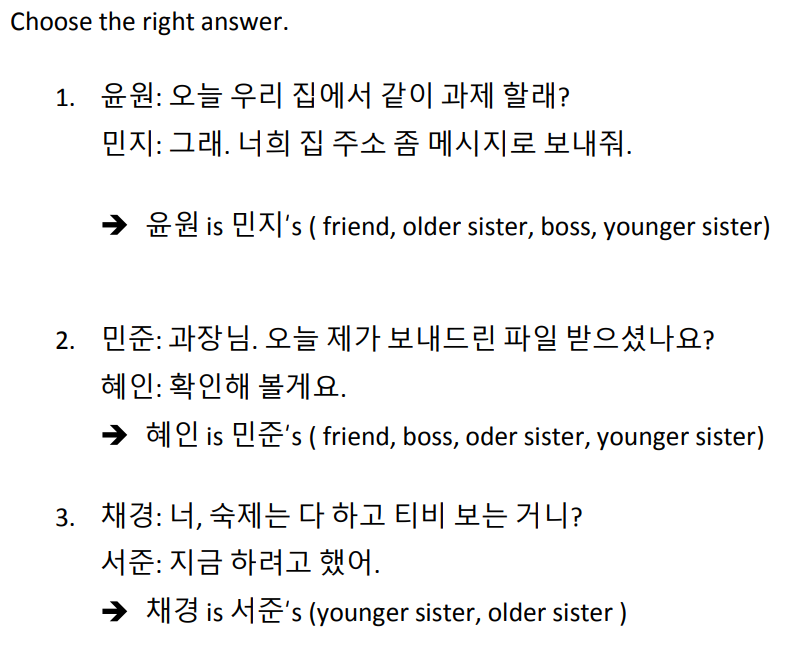 Choose the right answer.
1. 윤원: 오늘 우리 집에서 같이 과제 할래?
민지: 그래. 너희 집 주소 좀 메시지로 보내줘.
➔ 윤원 is 민지's ( friend, older sister, boss, younger sister)
2. 민준: 과장님. 오늘 제가 보내드린 파일 받으셨나요?
혜인: 확인해 볼게요.
➔ 혜인 is 민준's ( friend, boss, oder sister, younger sister)
3. 채경: 너, 숙제는 다 하고 티비 보는 거니?
서준: 지금 하려고 했어.
➔ 채경 is 서준's (younger sister, older sister )